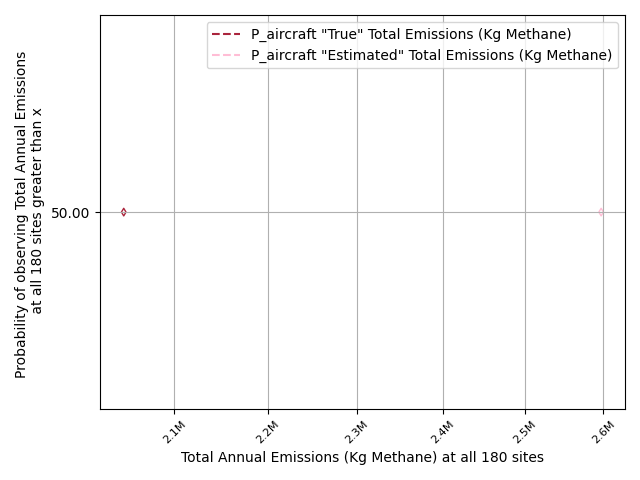 P_aircraft "True" Total Emissions (Kg Methane)
P_aircraft "Estimated" Total Emissions (Kg Methane)
Probability of observing Total Annual Emissions
at all 180 sites greater than x
50.00
2.1M
2.2M
2.3M
2.4M
2.5M
2.6M
Total Annual Emissions (Kg Methane) at all 180 sites